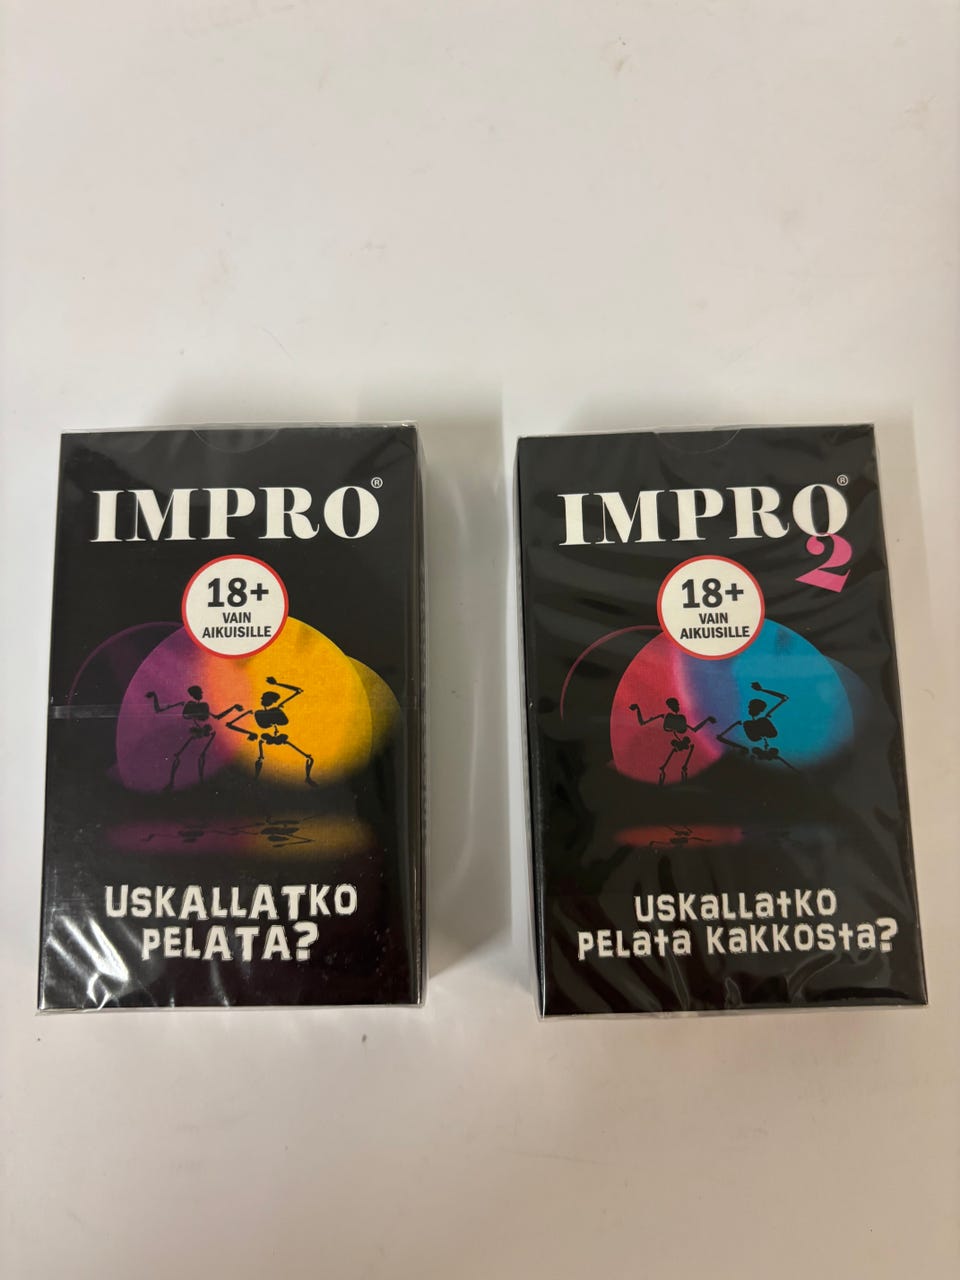 IMPRO®
18+
VAIN
AIKUISILLE
USKALLATKO
PELATA?
IMPRO®
2
18+
VAIN
AIKUISILLE
USKaLLatKO
PELata KaKKOSta?